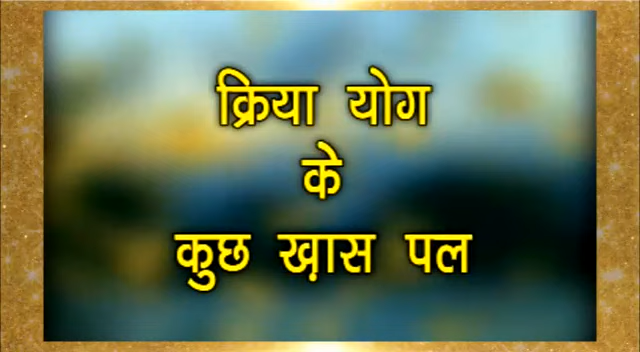 क्रिया योग
के
कुछ ख़ास पल